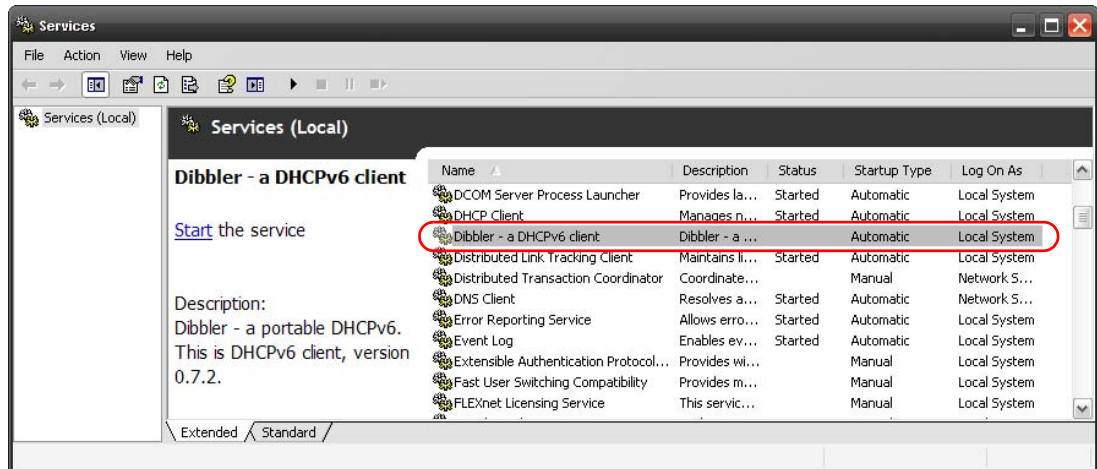 Services
File Action View Help
Services (Local)
Services (Local)
Dibbler - a DHCPv6 client
Start the service
Description:
Dibbler - a portable DHCPv6.
This is DHCPv6 client, version
0.7.2.
Name Description Status Startup Type Log On As
DCOM Server Process Launcher Provides la... Started Automatic Local System
DHCP Client Manages n... Started Automatic Local System
Dibbler - a DHCPv6 client Dibbler - a ... Automatic Local System
Distributed Link Tracking Client Maintains li... Started Automatic Local System
Distributed Transaction Coordinator Coordinate... Manual Network S...
DNS Client Resolves a... Started Automatic Network S...
Error Reporting Service Allows erro... Started Automatic Local System
Event Log Enables ev... Started Automatic Local System
Extensible Authentication Protocol... Provides wi... Manual Local System
Fast User Switching Compatibility Provides m... Manual Local System
FLEXnet Licensing Service This servic... Manual Local System
Extended Standard